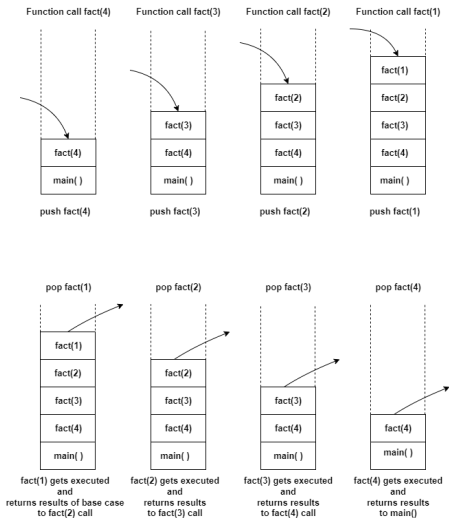 Function call fact(4)
Function call fact(3)
Function call fact(2)
Function call fact(1)
fact(4)
main( )
fact(3)
fact(4)
main( )
fact(2)
fact(3)
fact(4)
main( )
fact(1)
fact(2)
fact(3)
fact(4)
main( )
push fact(4)
push fact(3)
push fact(2)
push fact(1)
pop fact(1)
pop fact(2)
pop fact(3)
pop fact(4)
fact(1)
fact(2)
fact(3)
fact(4)
main( )
fact(2)
fact(3)
fact(4)
main( )
fact(3)
fact(4)
main( )
fact(4)
main( )
fact(1) gets executed
and
returns results of base case
to fact(2) call
fact(2) gets executed
and
returns results
to fact(3) call
fact(3) gets executed
and
returns results
to fact(4) call
fact(4) gets executed
and
returns results
to main()